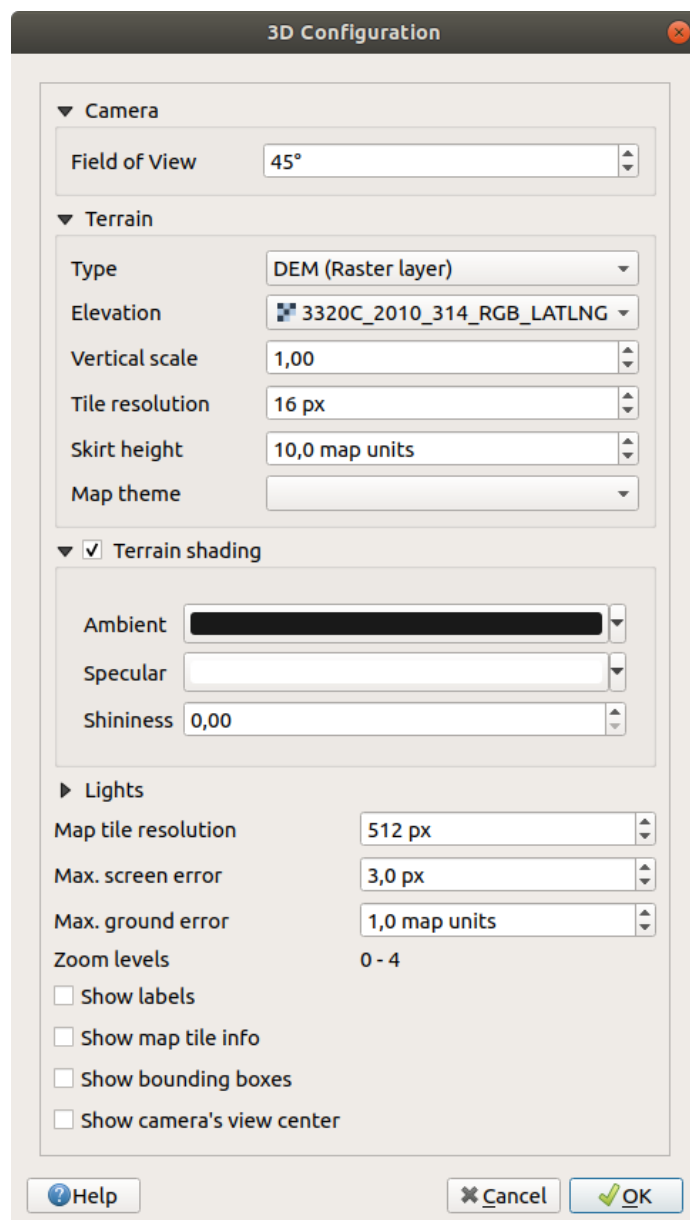 3D Configuration
Camera
Field of View 45°
Terrain
Type DEM (Raster layer)
Elevation 3320C_2010_314_RGB_LATLNG
Vertical scale 1,00
Tile resolution 16 px
Skirt height 10,0 map units
Map theme
Terrain shading
Ambient
Specular
Shininess 0,00
Lights
Map tile resolution 512 px
Max. screen error 3,0 px
Max. ground error 1,0 map units
Zoom levels 0 - 4
Show labels
Show map tile info
Show bounding boxes
Show camera's view center
Help Cancel OK